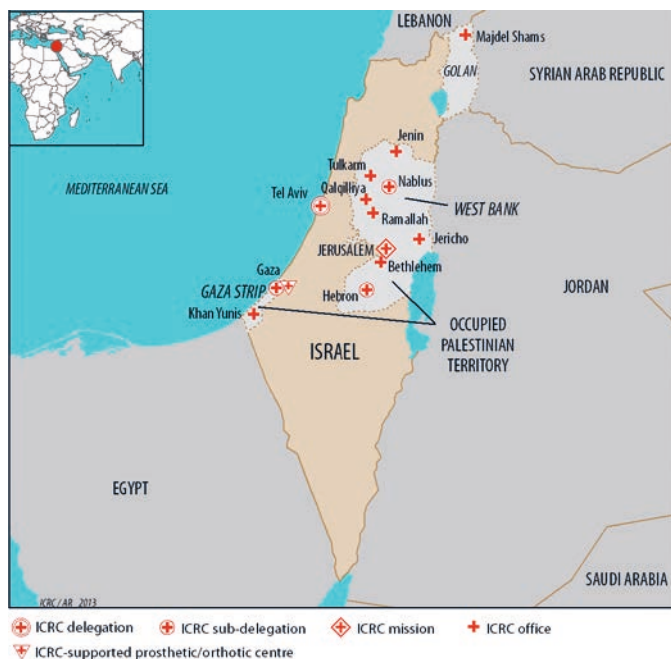 LEBANON
Majdel Shams
GOLAN
SYRIAN ARAB REPUBLIC
Jenin
Tulkarm
MEDITERRANEAN SEA
Nablus
Qalqilliya
Tel Aviv
WEST BANK
Ramallah
Jericho
JERUSALEM
Bethlehem
Gaza
GAZA STRIP
Hebron
JORDAN
Khan Yunis
OCCUPIED
PALESTINIAN
TERRITORY
ISRAEL
EGYPT
SAUDI ARABIA
ICRC / AR_2013
ICRC delegation
ICRC sub-delegation
ICRC mission
ICRC office
ICRC-supported prosthetic/orthotic centre